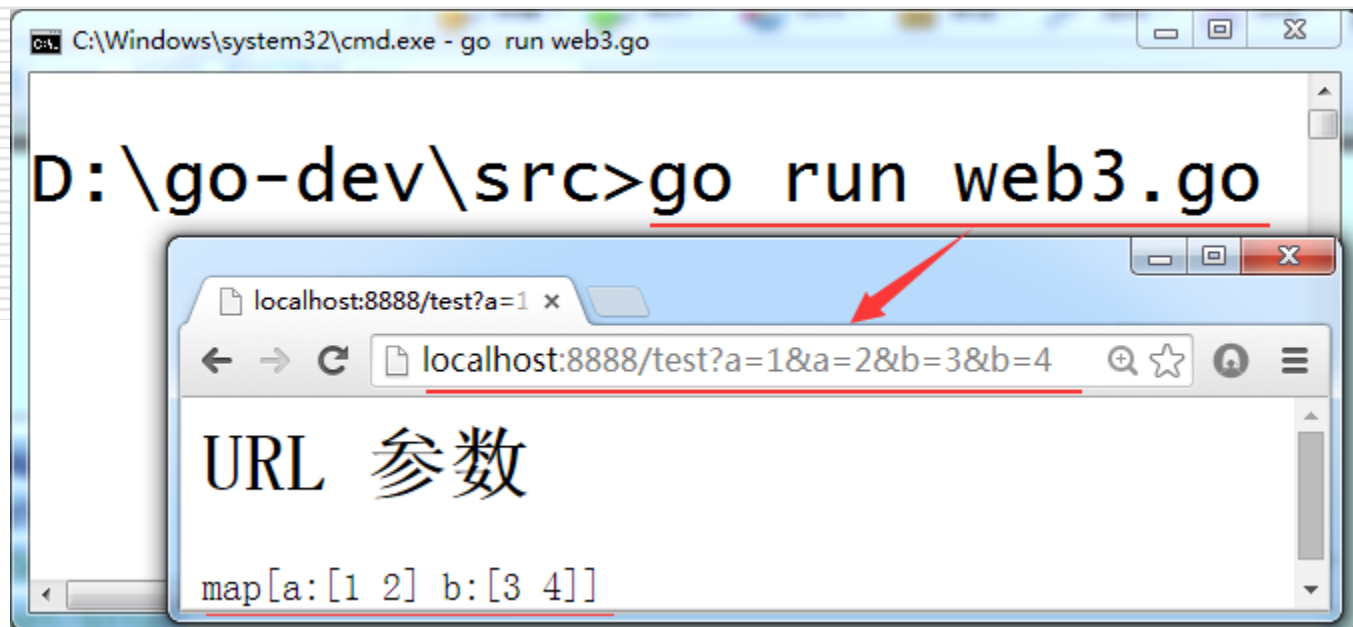 C:\Windows\system32\cmd.exe - go  run web3.go
D:\go-dev\src>go run web3.go
localhost:8888/test?a=1
localhost:8888/test?a=1&a=2&b=3&b=4
URL 参数
map[a:[1 2] b:[3 4]]